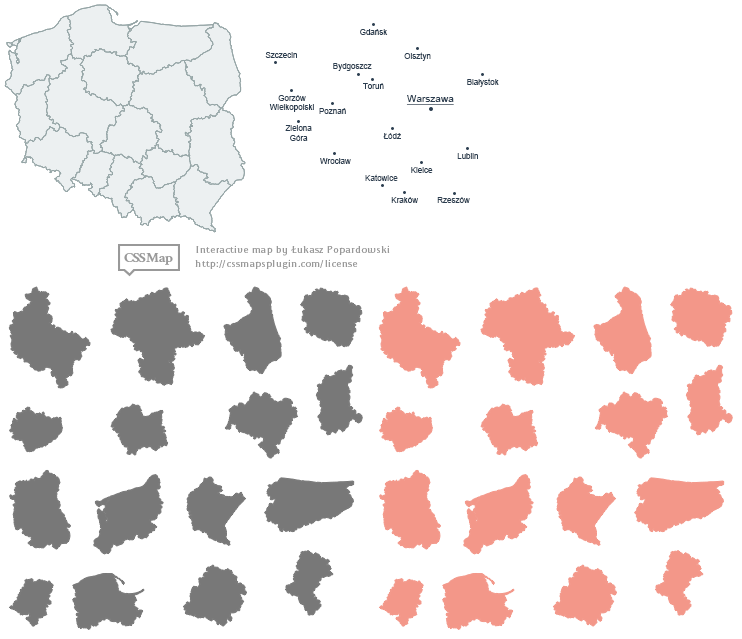 Gdańsk
Olsztyn
Szczecin
Bydgoszcz
Toruń
Białystok
Gorzów
Wielkopolski
Poznań
Warszawa
Zielona
Góra
Łódź
Wrocław
Lublin
Kielce
Katowice
Kraków
Rzeszów
CSSMap
Interactive map by Łukasz Popardowski
http://cssmapsplugin.com/license